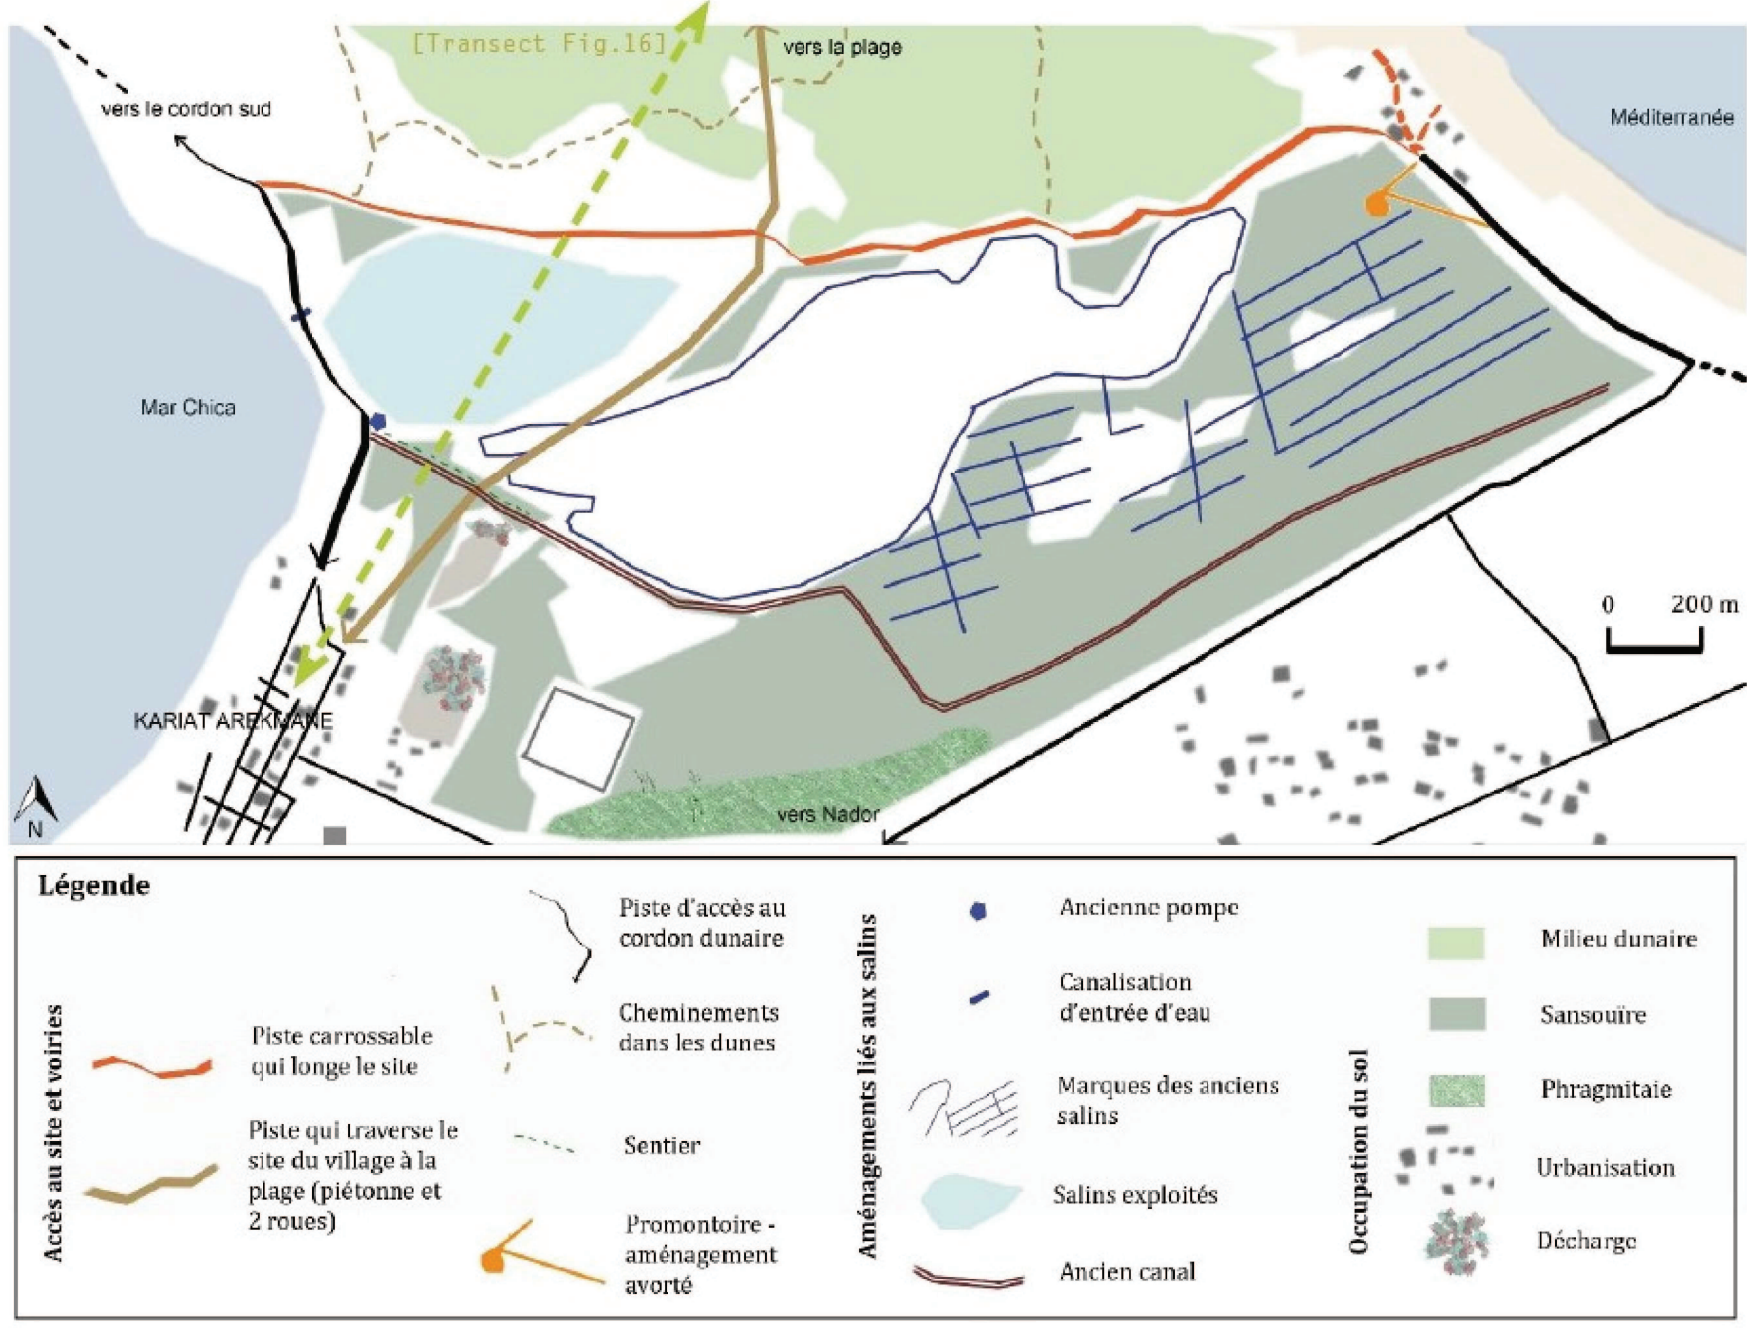 [Transect Fig.16]
vers la plage
vers le cordon sud
Méditerranée
Mar Chica
0 200 m
KARIAT AREKMANE
vers Nador
N
Légende
Accès au site et voiries
Piste carrossable
qui longe le site
Piste qui traverse le
site du village à la
plage (piétonne et
2 roues)
Piste d'accès au
cordon dunaire
Cheminements
dans les dunes
Sentier
Promontoire -
aménagement
avorté
Aménagements liés aux salins
Ancienne pompe
Canalisation
d'entrée d'eau
Marques des anciens
salins
Salins exploités
Ancien canal
Occupation du sol
Milieu dunaire
Sansouïre
Phragmitaie
Urbanisation
Décharge